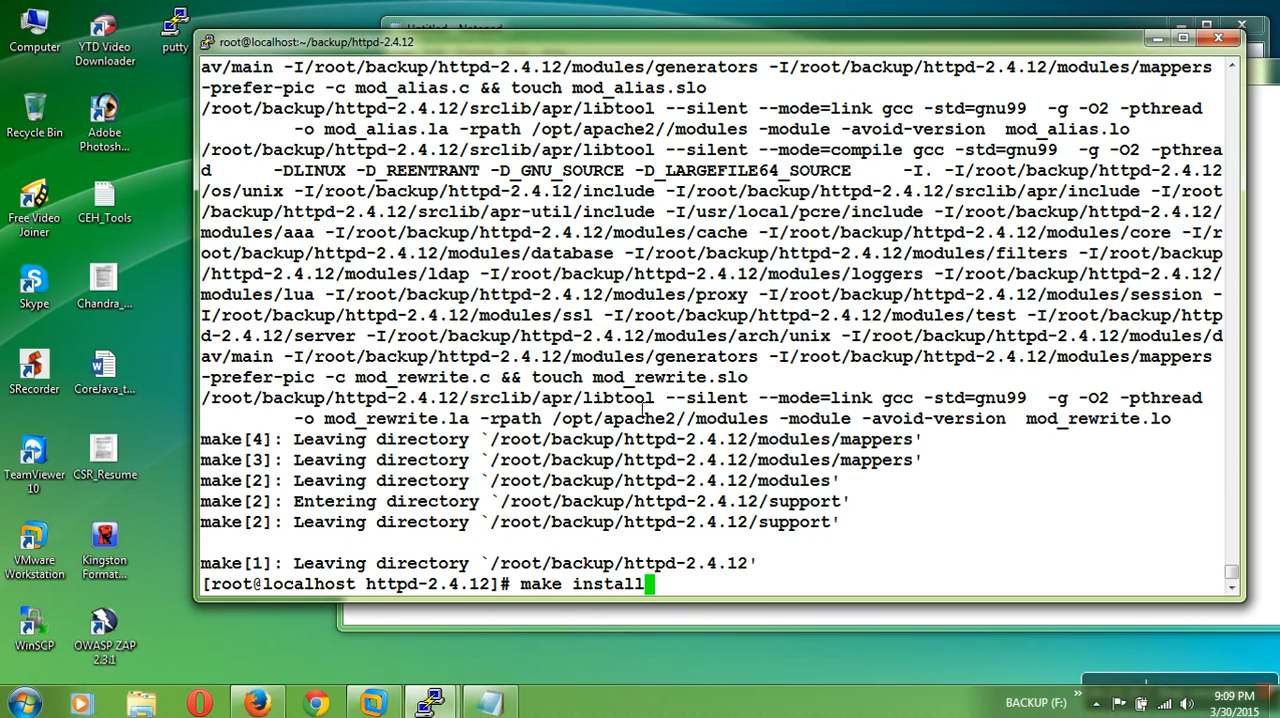 Computer
YTD Video
Downloader
putty
Recycle Bin
Adobe
Photosh...
Free Video
Joiner
CEH_Tools
Skype
Chandra_...
SRecorder
CoreJava_t...
TeamViewer
10
CSR_Resume
VMware
Workstation
Kingston
Format...
WinSCP
OWASP ZAP
2.3.1
Untitled - Notepad
root@localhost:~/backup/httpd-2.4.12
av/main -I/root/backup/httpd-2.4.12/modules/generators -I/root/backup/httpd-2.4.12/modules/mappers
-prefer-pic -c mod_alias.c && touch mod_alias.slo
/root/backup/httpd-2.4.12/srclib/apr/libtool --silent --mode=link gcc -std=gnu99  -g -O2 -pthread
-o mod_alias.la -rpath /opt/apache2//modules -module -avoid-version  mod_alias.lo
/root/backup/httpd-2.4.12/srclib/apr/libtool --silent --mode=compile gcc -std=gnu99  -g -O2 -pthrea
d      -DLINUX -D_REENTRANT -D_GNU_SOURCE -D_LARGEFILE64_SOURCE      -I. -I/root/backup/httpd-2.4.12
/os/unix -I/root/backup/httpd-2.4.12/include -I/root/backup/httpd-2.4.12/srclib/apr/include -I/root
/backup/httpd-2.4.12/srclib/apr-util/include -I/usr/local/pcre/include -I/root/backup/httpd-2.4.12/
modules/aaa -I/root/backup/httpd-2.4.12/modules/cache -I/root/backup/httpd-2.4.12/modules/core -I/r
oot/backup/httpd-2.4.12/modules/database -I/root/backup/httpd-2.4.12/modules/filters -I/root/backup
/httpd-2.4.12/modules/ldap -I/root/backup/httpd-2.4.12/modules/loggers -I/root/backup/httpd-2.4.12/
modules/lua -I/root/backup/httpd-2.4.12/modules/proxy -I/root/backup/httpd-2.4.12/modules/session -
I/root/backup/httpd-2.4.12/modules/ssl -I/root/backup/httpd-2.4.12/modules/test -I/root/backup/http
d-2.4.12/server -I/root/backup/httpd-2.4.12/modules/arch/unix -I/root/backup/httpd-2.4.12/modules/d
av/main -I/root/backup/httpd-2.4.12/modules/generators -I/root/backup/httpd-2.4.12/modules/mappers
-prefer-pic -c mod_rewrite.c && touch mod_rewrite.slo
/root/backup/httpd-2.4.12/srclib/apr/libtool --silent --mode=link gcc -std=gnu99  -g -O2 -pthread
-o mod_rewrite.la -rpath /opt/apache2//modules -module -avoid-version  mod_rewrite.lo
make[4]: Leaving directory `/root/backup/httpd-2.4.12/modules/mappers'
make[3]: Leaving directory `/root/backup/httpd-2.4.12/modules/mappers'
make[2]: Leaving directory `/root/backup/httpd-2.4.12/modules'
make[2]: Entering directory `/root/backup/httpd-2.4.12/support'
make[2]: Leaving directory `/root/backup/httpd-2.4.12/support'
make[1]: Leaving directory `/root/backup/httpd-2.4.12'
[root@localhost httpd-2.4.12]# make install
BACKUP (F:)
9:09 PM
3/30/2015